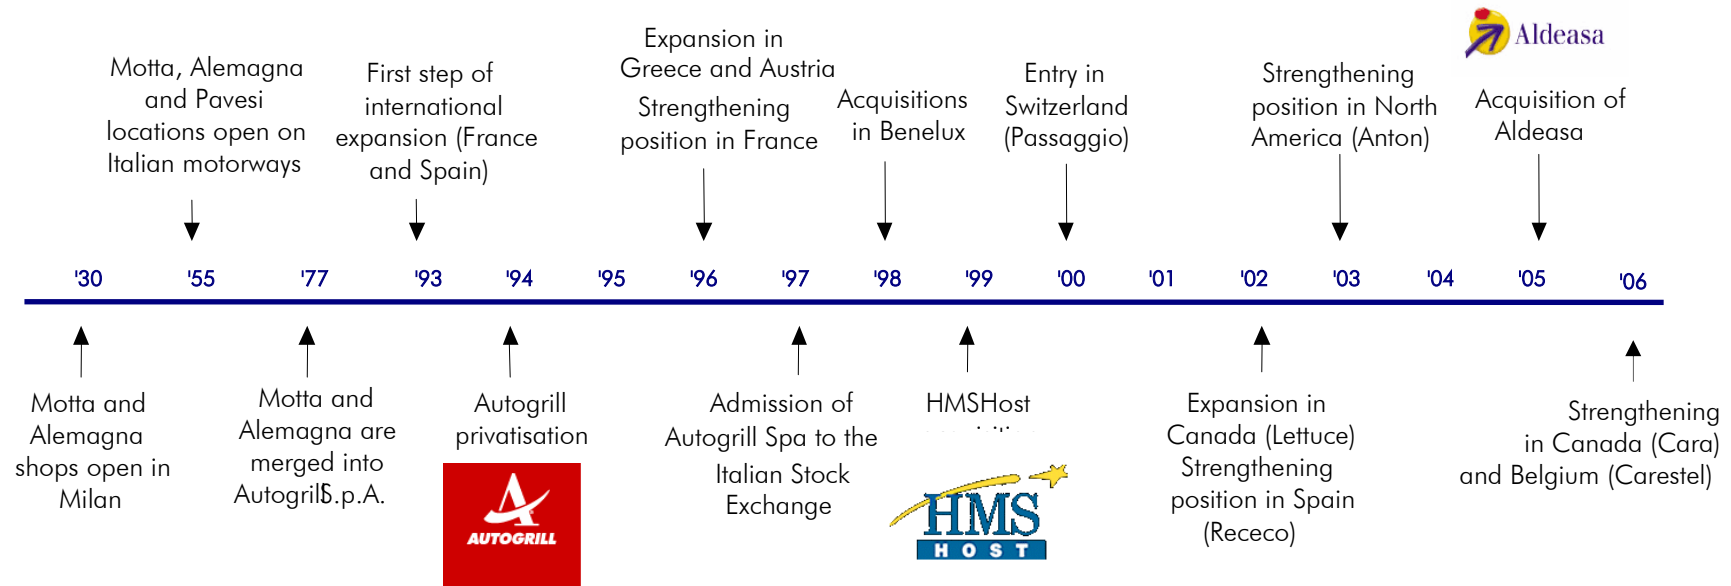 Aldeasa
Motta, Alemagna
and Pavesi
locations open on
Italian motorways
First step of
international
expansion (France
and Spain)
Expansion in
Greece and Austria
Strengthening
position in France
Acquisitions
in Benelux
Entry in
Switzerland
(Passaggio)
Strengthening
position in North
America (Anton)
Acquisition of
Aldeasa
'30 '55 '77 '93 '94 '95 '96 '97 '98 '99 '00 '01 '02 '03 '04 '05 '06
Motta and
Alemagna
shops open in
Milan
Motta and
Alemagna are
merged into
Autogrill S.p.A.
Autogrill
privatisation
AUTOGRILL
Admission of
Autogrill Spa to the
Italian Stock
Exchange
HMSHost
HMS
HOST
Expansion in
Canada (Lettuce)
Strengthening
position in Spain
(Receco)
Strengthening
in Canada (Cara)
and Belgium (Carestel)